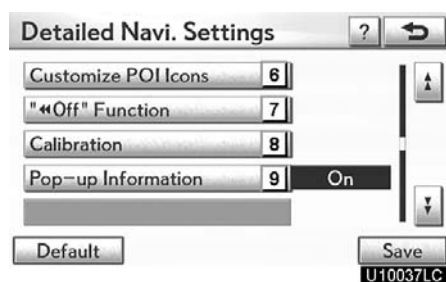 Detailed Navi. Settings ?
Customize POI Icons 6
"◀◀Off" Function 7
Calibration 8
Pop-up Information 9 On
Default Save
U10037LC